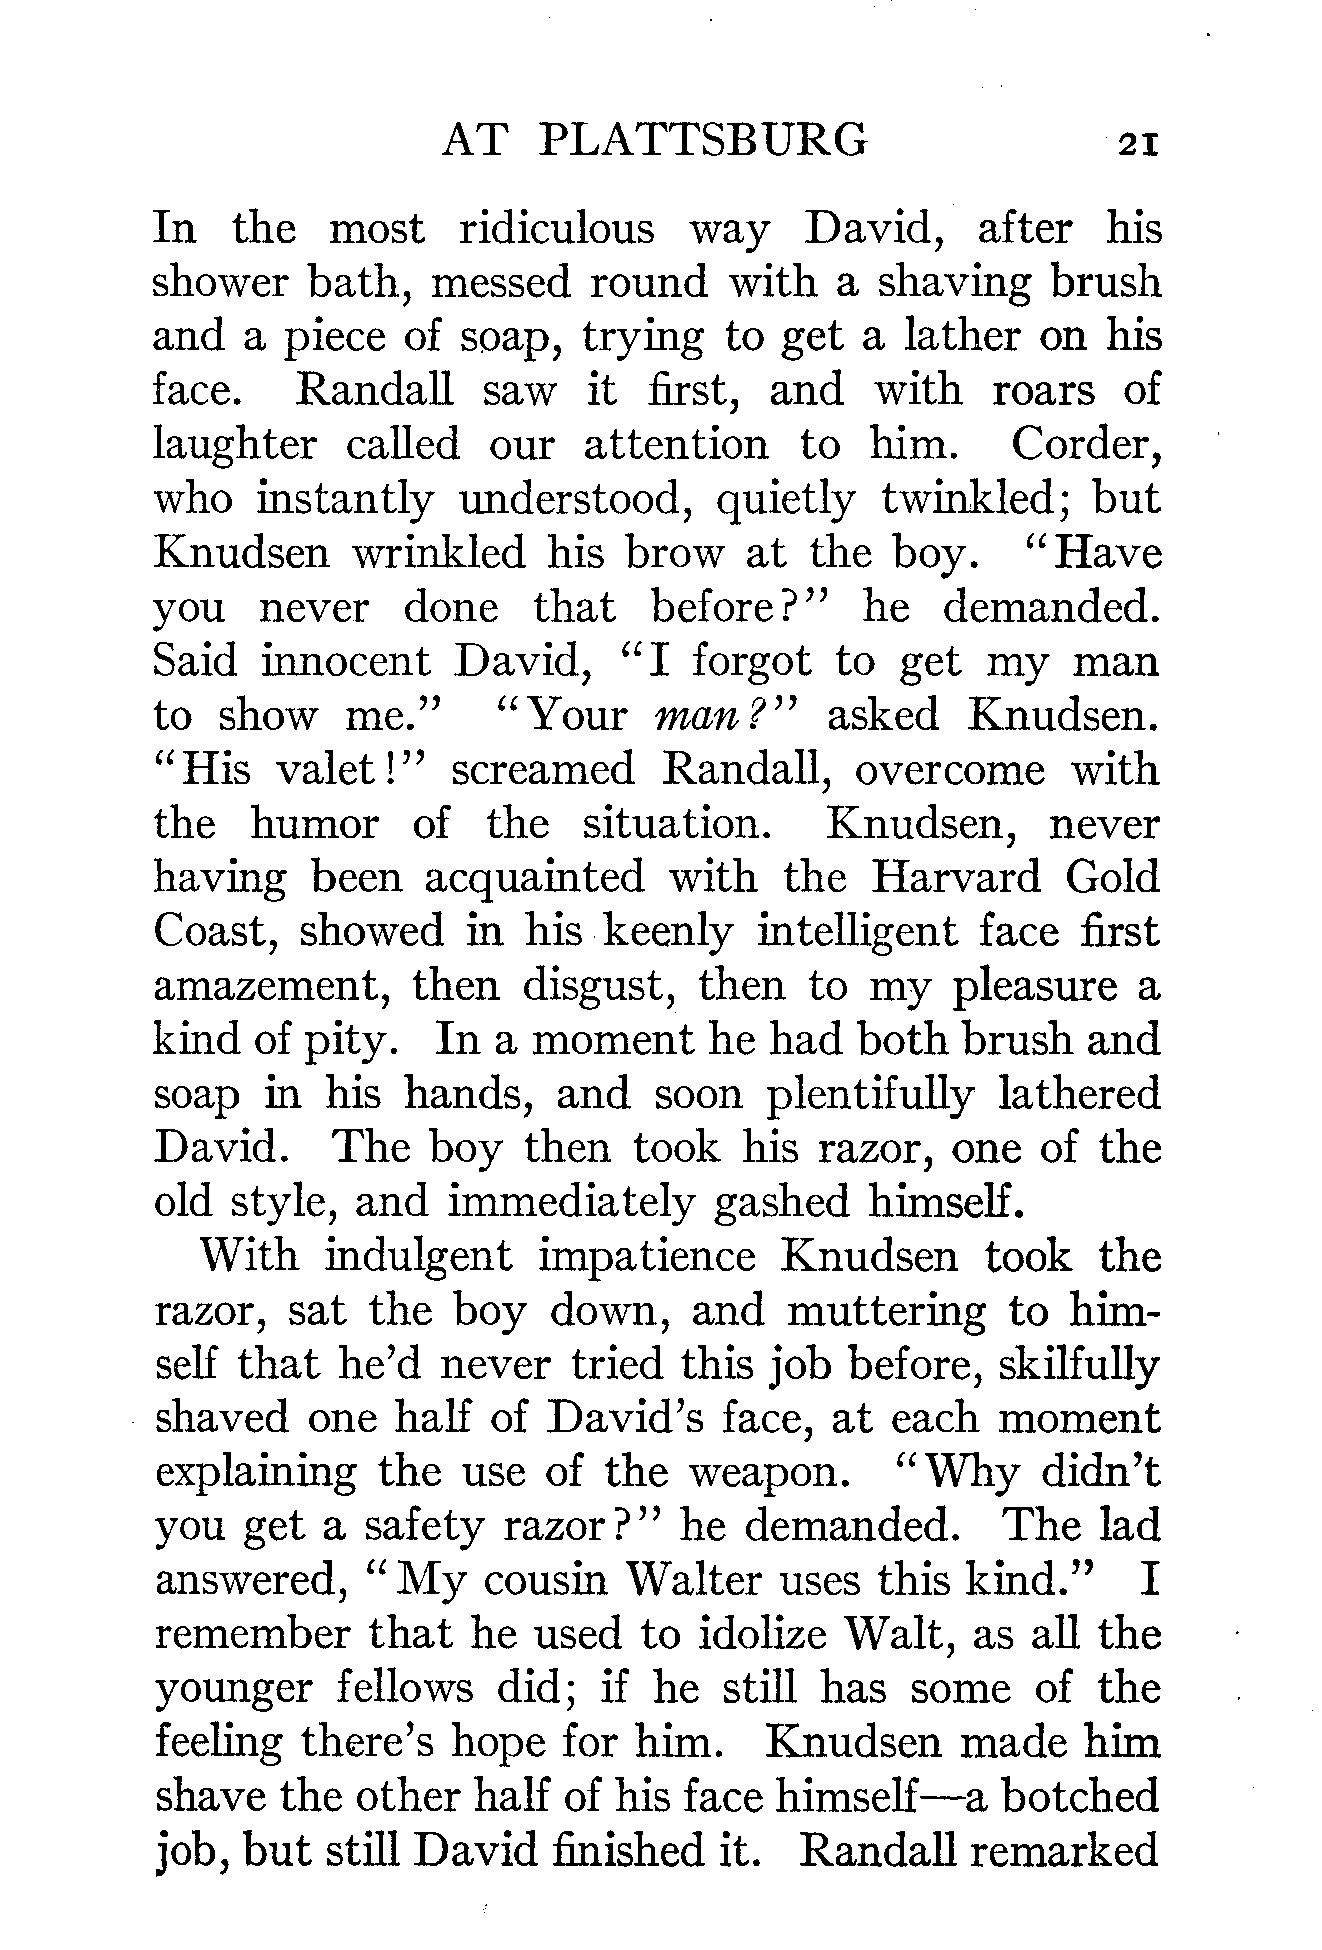 AT PLATTSBURG 21
In the most ridiculous way David, after his
shower bath, messed round with a shaving brush
and a piece of soap, trying to get a lather on his
face. Randall saw it first, and with roars of
laughter called our attention to him. Corder,
who instantly understood, quietly twinkled; but
Knudsen wrinkled his brow at the boy. “Have
you never done that before?” he demanded.
Said innocent David, “I forgot to get my man
to show me.” “Your man?” asked Knudsen.
“His valet!” screamed Randall, overcome with
the humor of the situation. Knudsen, never
having been acquainted with the Harvard Gold
Coast, showed in his keenly intelligent face first
amazement, then disgust, then to my pleasure a
kind of pity. In a moment he had both brush and
soap in his hands, and soon plentifully lathered
David. The boy then took his razor, one of the
old style, and immediately gashed himself.
With indulgent impatience Knudsen took the
razor, sat the boy down, and muttering to him-
self that he’d never tried this job before, skilfully
shaved one half of David’s face, at each moment
explaining the use of the weapon. “Why didn’t
you get a safety razor?” he demanded. The lad
answered, “My cousin Walter uses this kind.” I
remember that he used to idolize Walt, as all the
younger fellows did; if he still has some of the
feeling there’s hope for him. Knudsen made him
shave the other half of his face himself—a botched
job, but still David finished it. Randall remarked